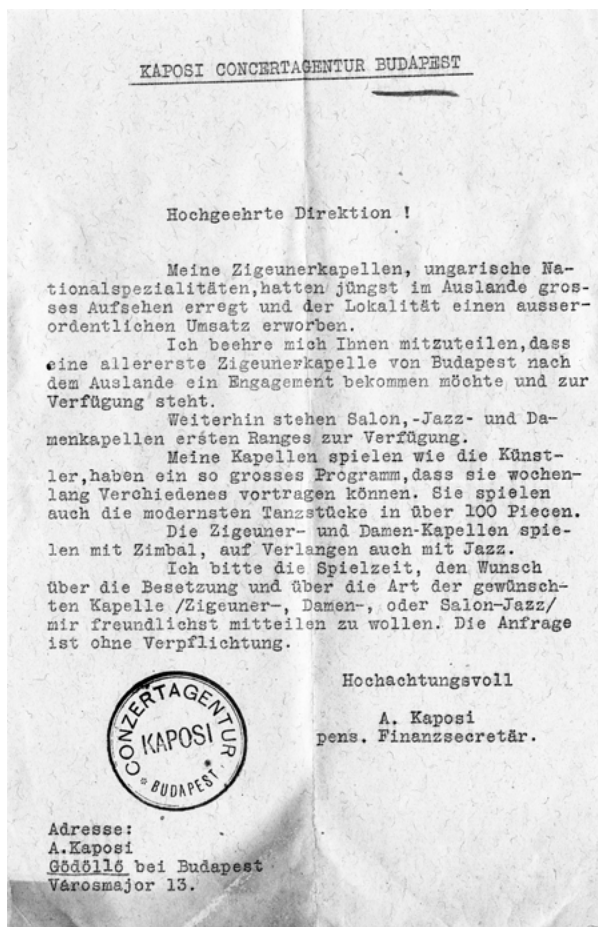 KAPOSI CONCERTAGENTUR BUDAPEST
Hochgeehrte Direktion !
Meine Zigeunerkapellen, ungarische Na-
tionalspezialitäten,hatten jüngst im Auslande gros-
ses Aufsehen erregt und der Lokalität einen ausser-
ordentlichen Umsatz erworben.
Ich beehre mich Ihnen mitzuteilen,dass
eine allererste Zigeunerkapelle von Budapest nach
dem Auslande ein Engagement bekommen möchte und zur
Verfügung steht.
Weiterhin stehen Salon,-Jazz- und Da-
menkapellen ersten Ranges zur Verfügung.
Meine Kapellen spielen wie die Künst-
ler,haben ein so grosses Programm,dass sie wochen-
lang Verchiedenes vortragen können. Sie spielen
auch die modernsten Tanzstücke in über 100 Piecen.
Die Zigeuner- und Damen-Kapellen spie-
len mit Zimbal, auf Verlangen auch mit Jazz.
Ich bitte die Spielzeit, den Wunsch
über die Besetzung und über die Art der gewünsch-
ten Kapelle /Zigeuner-, Damen-, oder Salon-Jazz/
mir freundlichst mitteilen zu wollen. Die Anfrage
ist ohne Verpflichtung.
Hochachtungsvoll
A. Kaposi
pens. Finanzsecretär.
CONZERTAGENTUR
KAPOSI
* BUDAPEST.
Adresse:
A.Kaposi
Gödöllő bei Budapest
Városmajor 13.